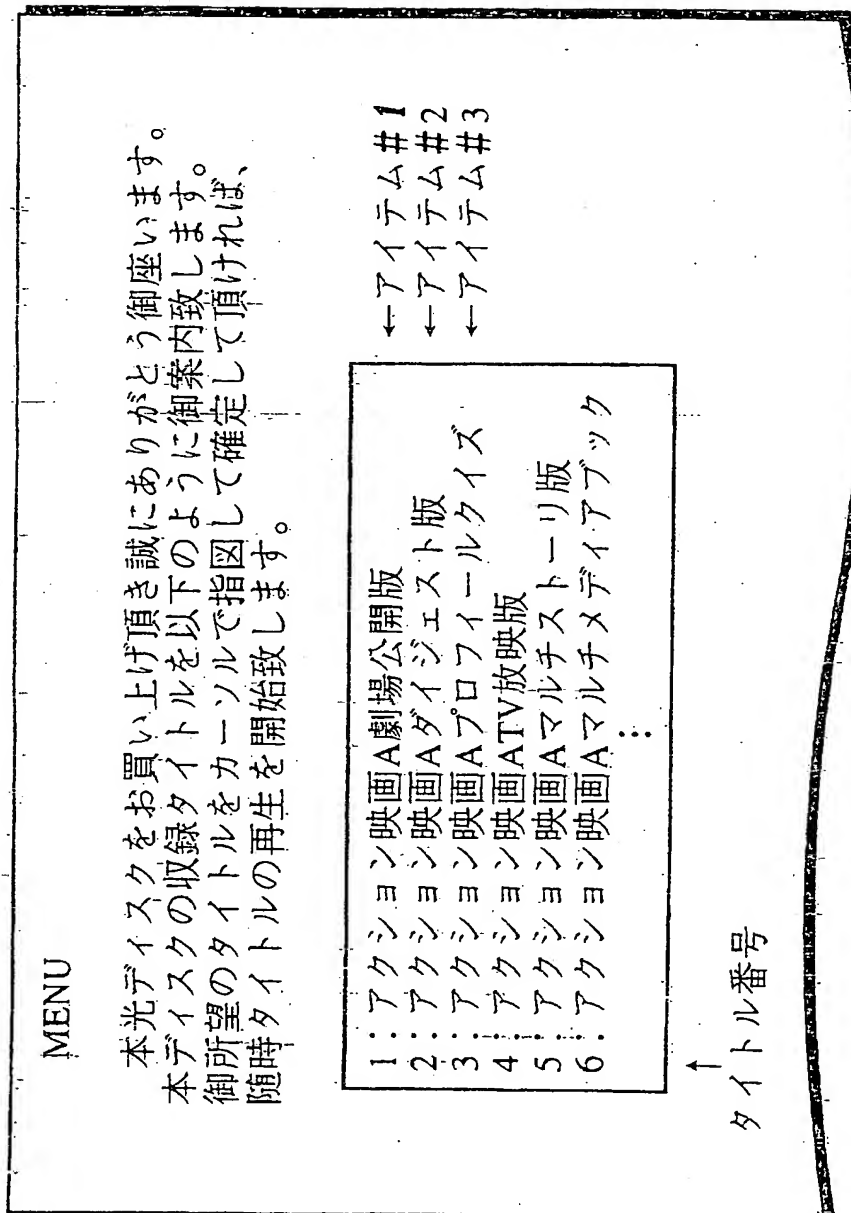 MENU
本光ディスクをお買い上げ頂き誠にありがとう御座います。
本ディスクの収録タイトルを以下のように御案内致します。
御所望のタイトルをカーソルで指図して確定して頂ければ、
随時タイトルの再生を開始致します。
1：アクション映画A劇場公開版 ←アイテム#1
2：アクション映画Aダイジェスト版 ←アイテム#2
3：アクション映画Aプロフィールクイズ ←アイテム#3
4：アクション映画ATV放映版
5：アクション映画Aマルチストーリ版
6：アクション映画Aマルチメディアブック
⋮
↑
タイトル番号